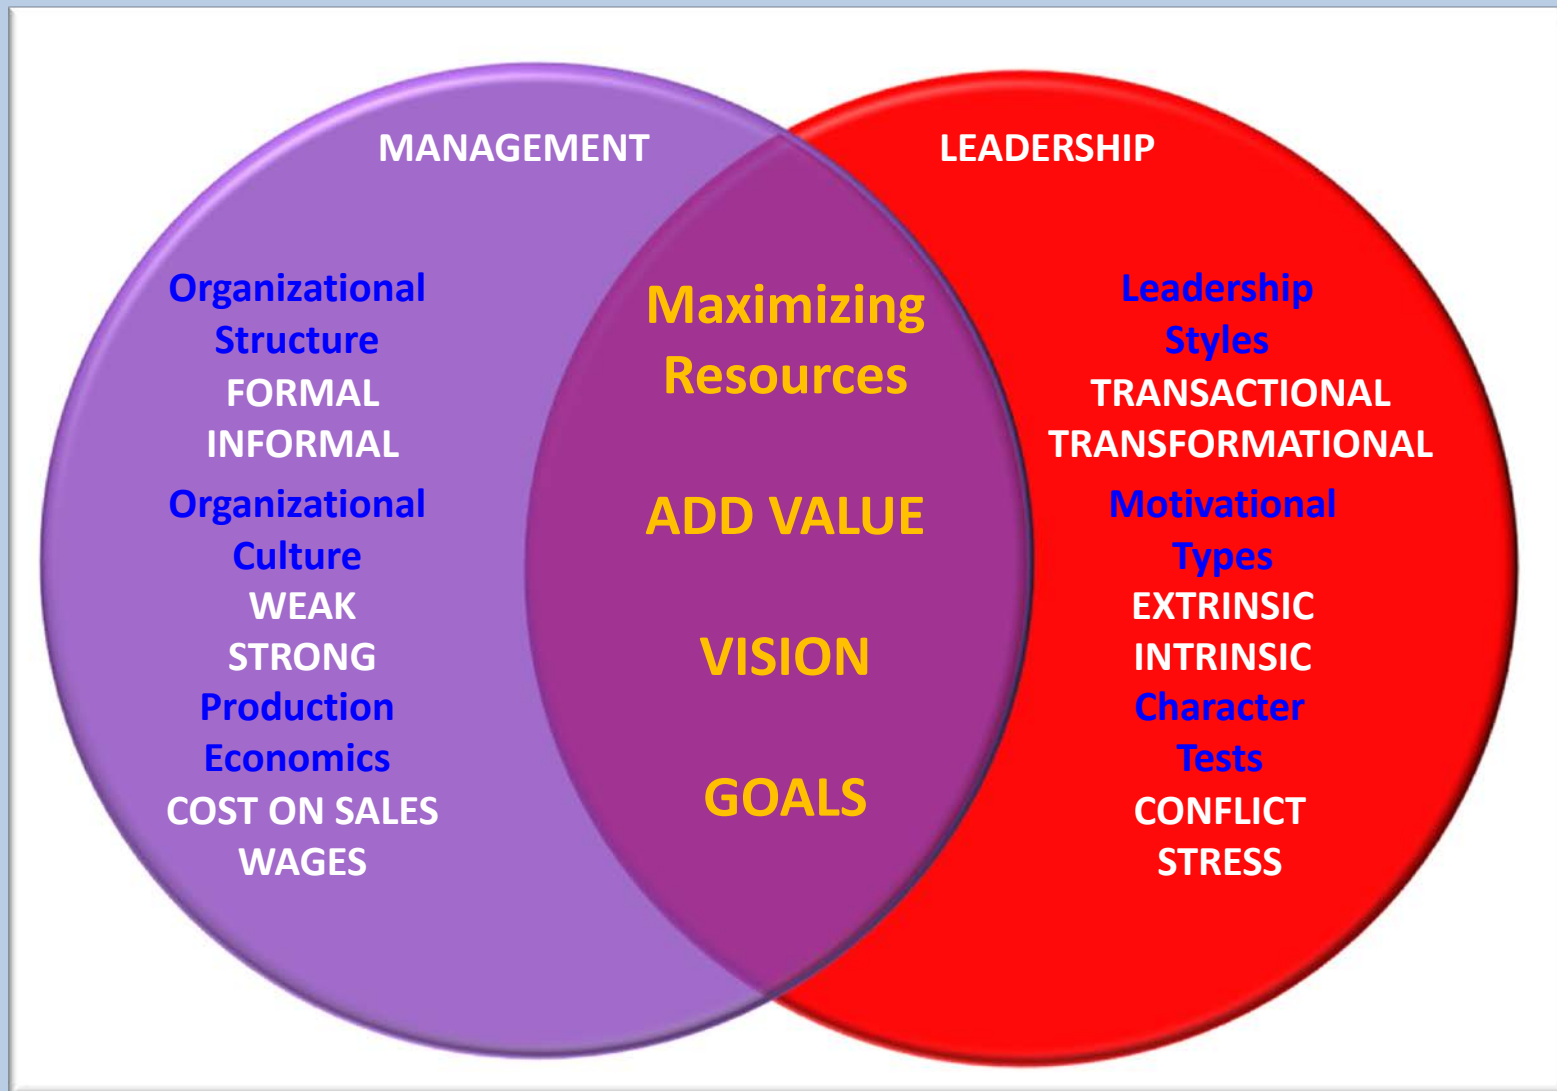 MANAGEMENT
LEADERSHIP
Organizational
Structure
FORMAL
INFORMAL
Organizational
Culture
WEAK
STRONG
Production
Economics
COST ON SALES
WAGES
Maximizing
Resources
ADD VALUE
VISION
GOALS
Leadership
Styles
TRANSACTIONAL
TRANSFORMATIONAL
Motivational
Types
EXTRINSIC
INTRINSIC
Character
Tests
CONFLICT
STRESS